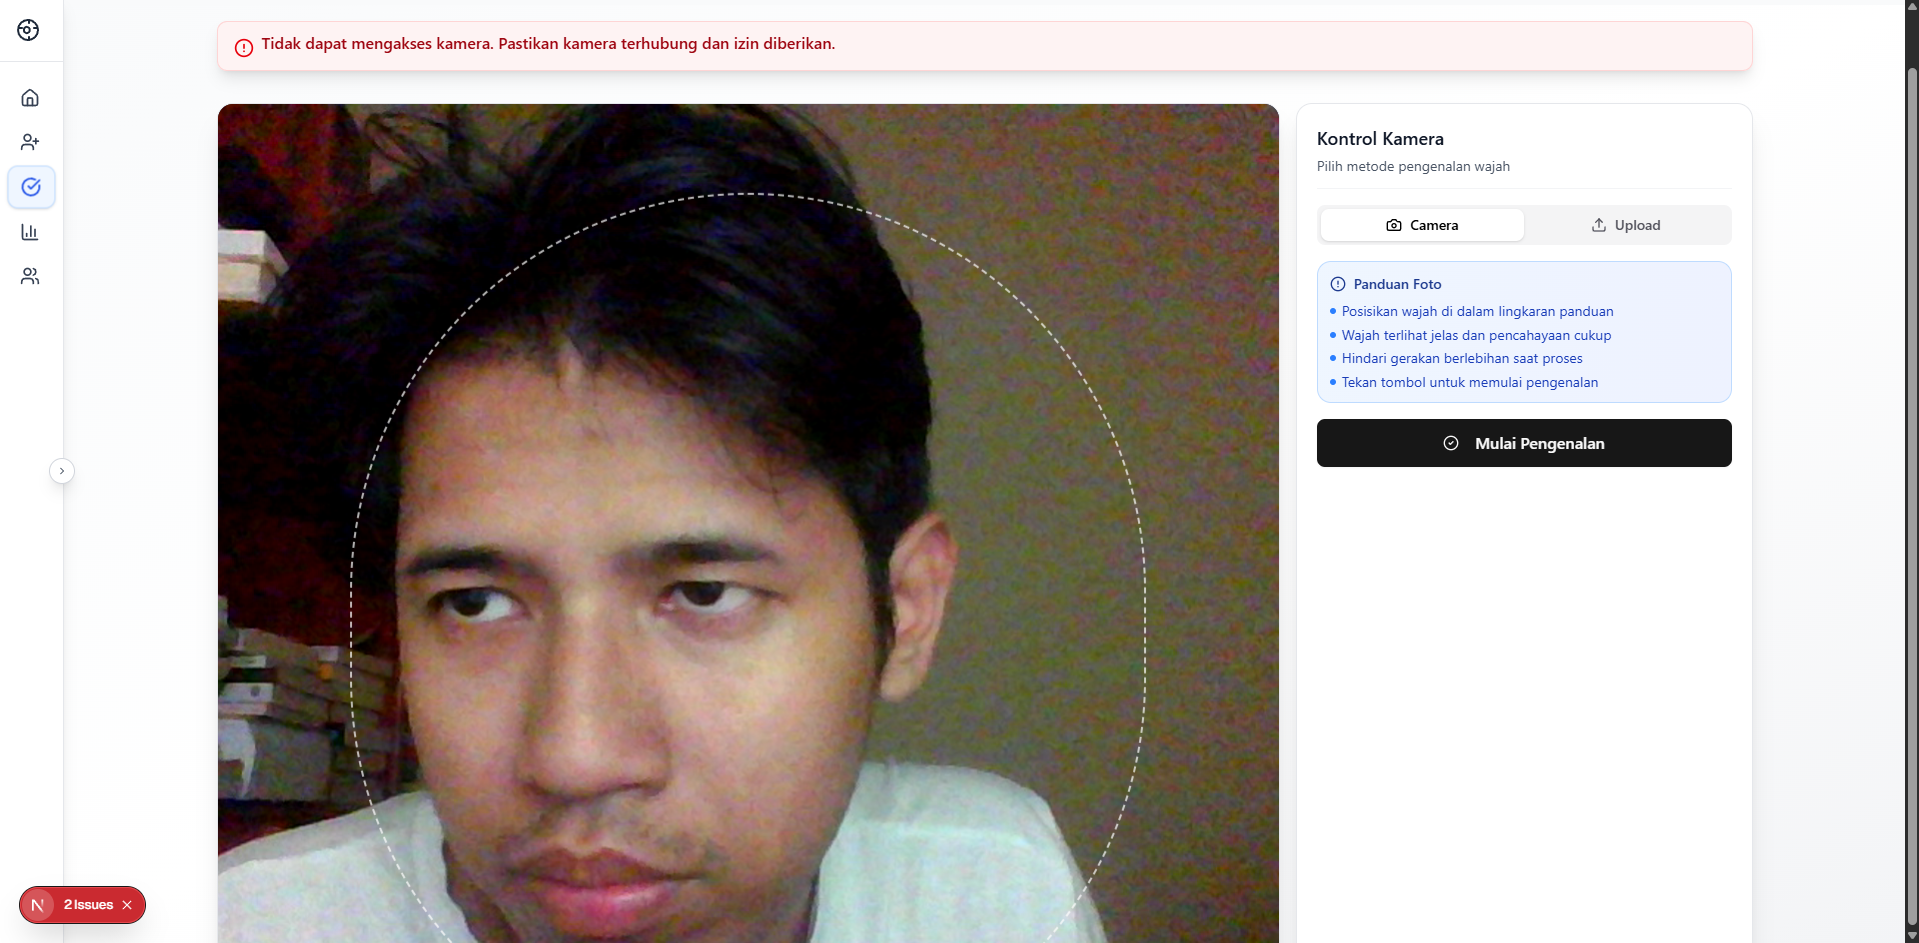 Tidak dapat mengakses kamera. Pastikan kamera terhubung dan izin diberikan.
Kontrol Kamera
Pilih metode pengenalan wajah
Camera
Upload
Panduan Foto
Posisikan wajah di dalam lingkaran panduan
Wajah terlihat jelas dan pencahayaan cukup
Hindari gerakan berlebihan saat proses
Tekan tombol untuk memulai pengenalan
Mulai Pengenalan
N
2 Issues